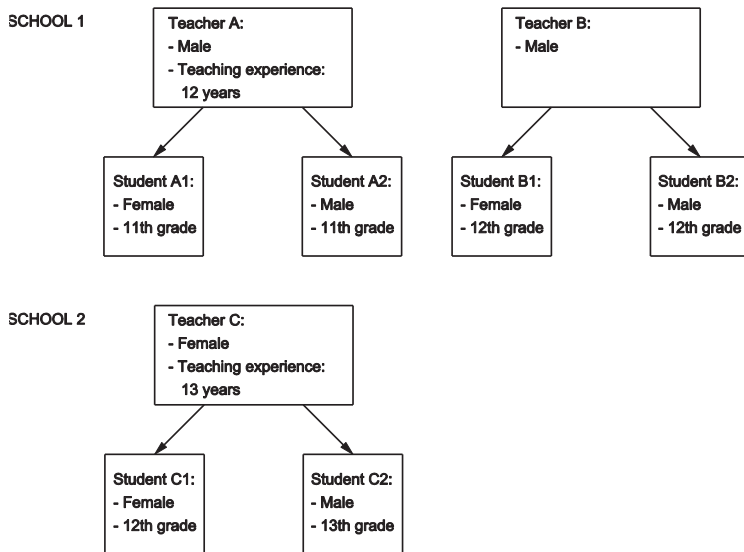 SCHOOL 1
Teacher A:
- Male
- Teaching experience:
12 years
Teacher B:
- Male
Student A1:
- Female
- 11th grade
Student A2:
- Male
- 11th grade
Student B1:
- Female
- 12th grade
Student B2:
- Male
- 12th grade
SCHOOL 2
Teacher C:
- Female
- Teaching experience:
13 years
Student C1:
- Female
- 12th grade
Student C2:
- Male
- 13th grade